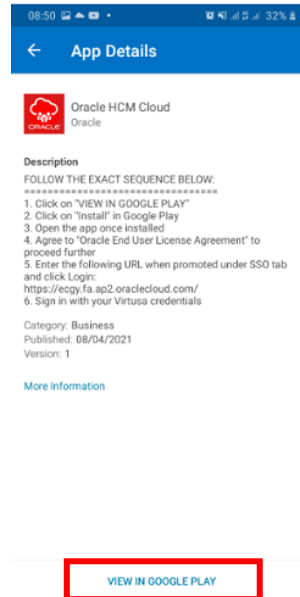 08:50 32%
App Details
ORACLE
Oracle HCM Cloud
Oracle
Description
FOLLOW THE EXACT SEQUENCE BELOW:
================================
1. Click on "VIEW IN GOOGLE PLAY"
2. Click on "Install" in Google Play
3. Open the app once installed
4. Agree to "Oracle End User License Agreement" to
proceed further
5. Enter the following URL when promoted under SSO tab
and click Login:
https://ecgy.fa.ap2.oraclecloud.com/
6. Sign in with your Virtusa credentials
Category: Business
Published: 08/04/2021
Version: 1
More Information
VIEW IN GOOGLE PLAY